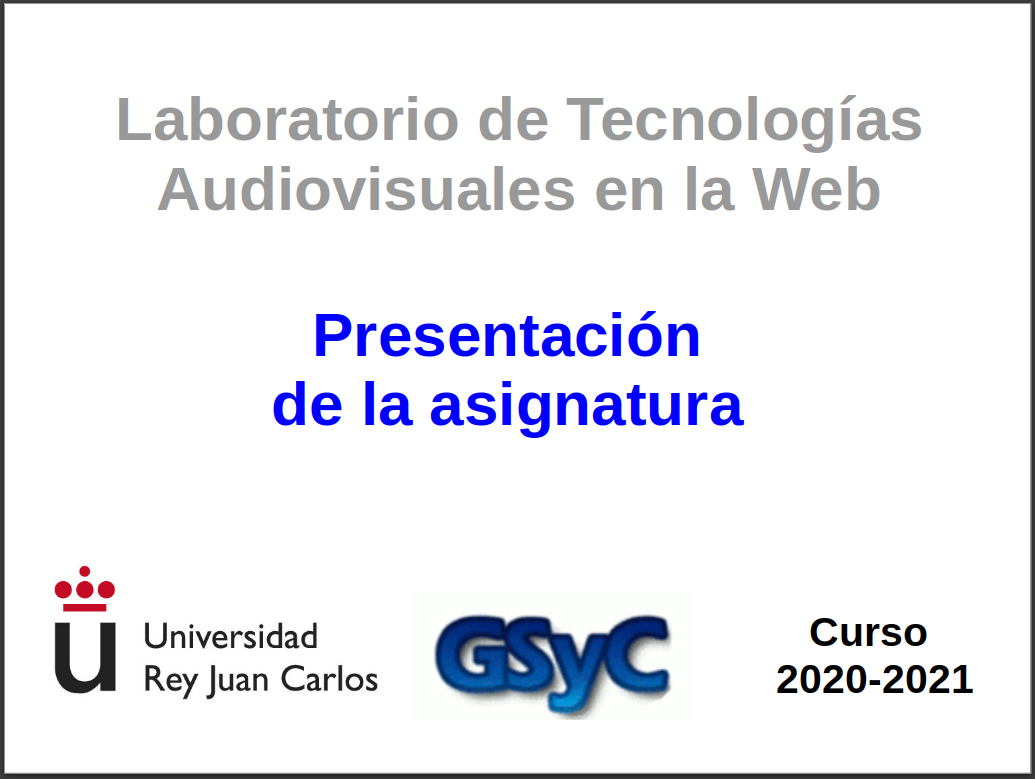 Laboratorio de Tecnologías
Audiovisuales en la Web
Presentación
de la asignatura
Universidad
Rey Juan Carlos
GSyC
Curso
2020-2021